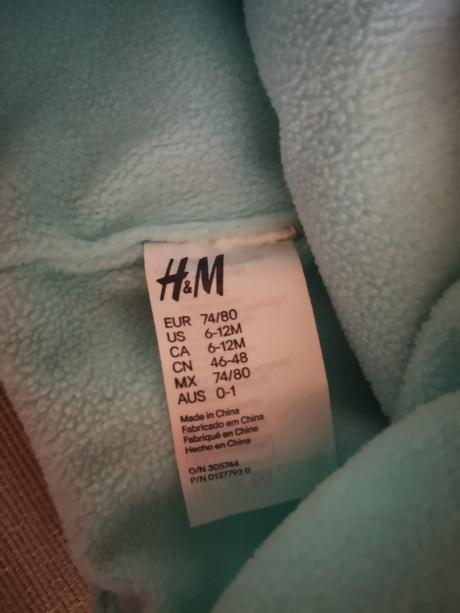 H&M
EUR 74/80
US 6-12M
CA 6-12M
CN 46-48
MX 74/80
AUS 0-1
Made in China
Fabricado em China
Fabriqué en Chine
Hecho en China
O/N 305744
P/N 0137793 0